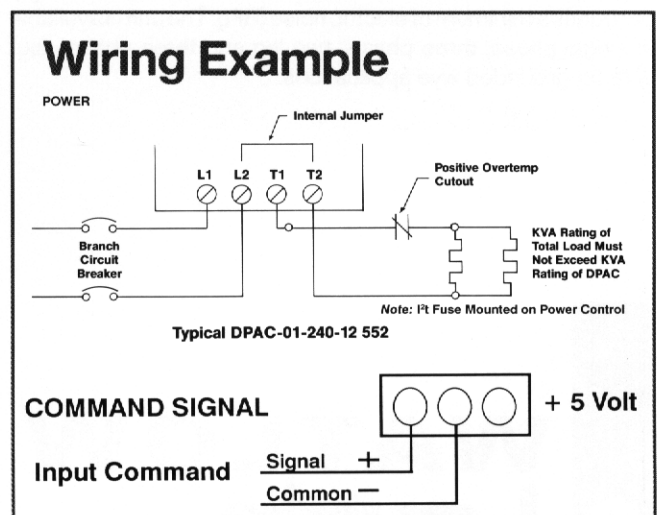 Wiring Example
POWER
Internal Jumper
L1 L2 T1 T2
Positive Overtemp
Cutout
Branch
Circuit
Breaker
KVA Rating of
Total Load Must
Not Exceed KVA
Rating of DPAC
Note: I²t Fuse Mounted on Power Control
Typical DPAC-01-240-12 552
COMMAND SIGNAL
+ 5 Volt
Input Command
Signal +
Common −